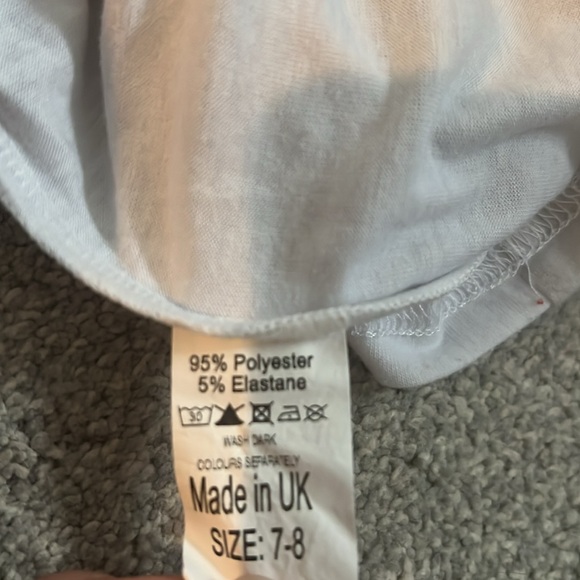 95% Polyester
5% Elastane
30
WASH DARK
COLOURS SEPARATELY
Made in UK
SIZE: 7-8